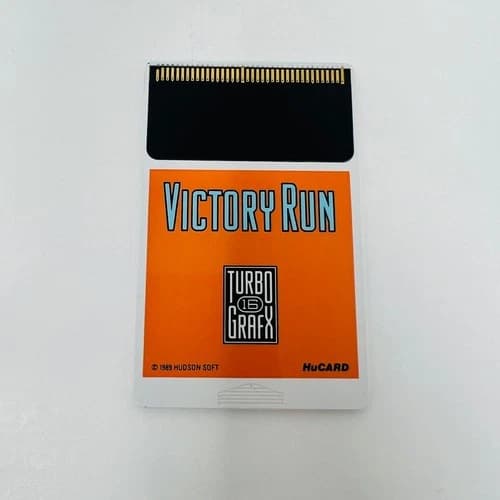 VICTORY RUN
TURBO
16
GRAFX
© 1989 HUDSON SOFT HuCARD